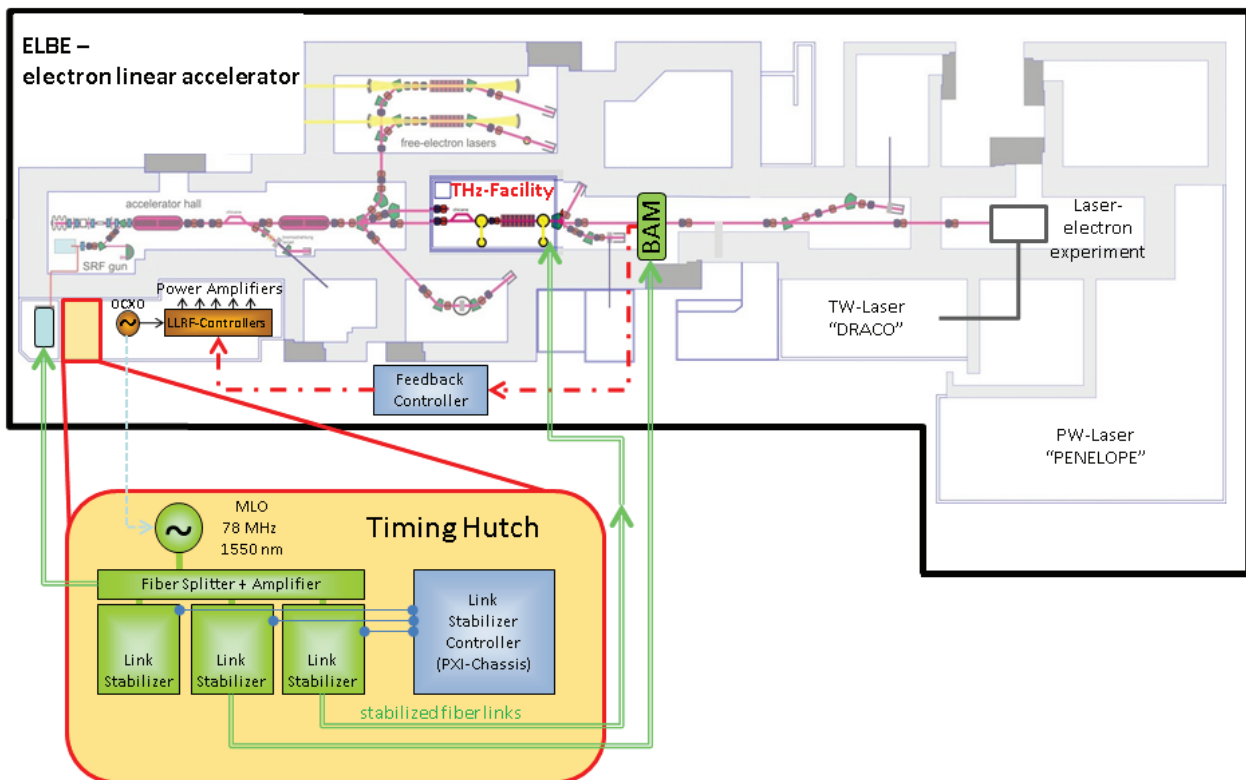 ELBE –
electron linear accelerator
free-electron lasers
THz-Facility
accelerator hall
chicane
chicane
SRF gun
BAM
Laser-
electron
experiment
Power Amplifiers
OCXO
LLRF-Controllers
TW-Laser
“DRACO”
Feedback
Controller
PW-Laser
“PENELOPE”
MLO
78 MHz
1550 nm
Timing Hutch
Fiber Splitter + Amplifier
Link
Stabilizer
Link
Stabilizer
Link
Stabilizer
Link
Stabilizer
Controller
(PXI-Chassis)
stabilized fiber links